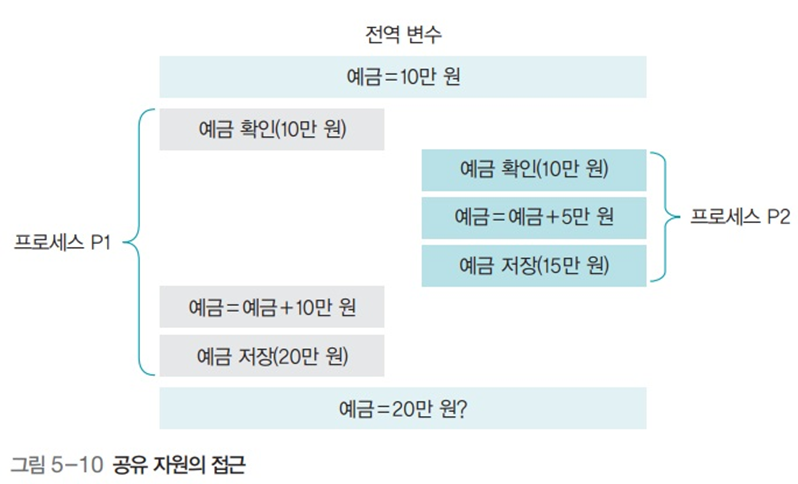 전역 변수
예금=10만 원
예금 확인(10만 원)
예금 확인(10만 원)
예금=예금+5만 원
프로세스 P2
프로세스 P1
예금 저장(15만 원)
예금=예금+10만 원
예금 저장(20만 원)
예금=20만 원?
그림 5-10 공유 자원의 접근